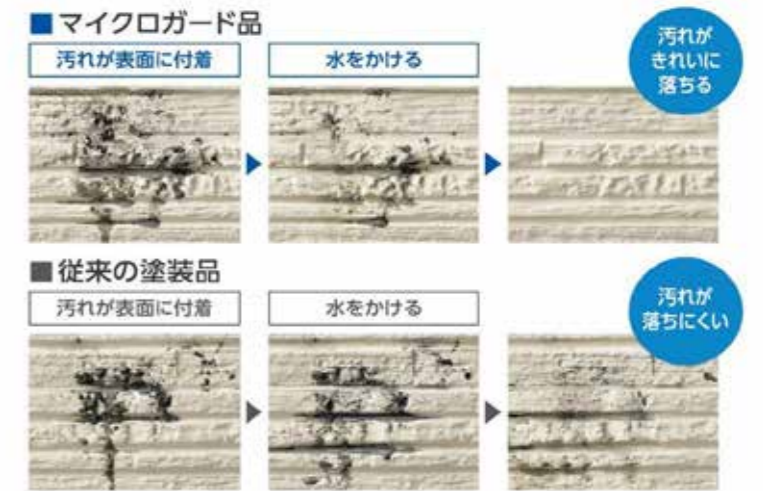 ■マイクロガード品
汚れが表面に付着
水をかける
汚れが
きれいに
落ちる
■従来の塗装品
汚れが表面に付着
水をかける
汚れが
落ちにくい